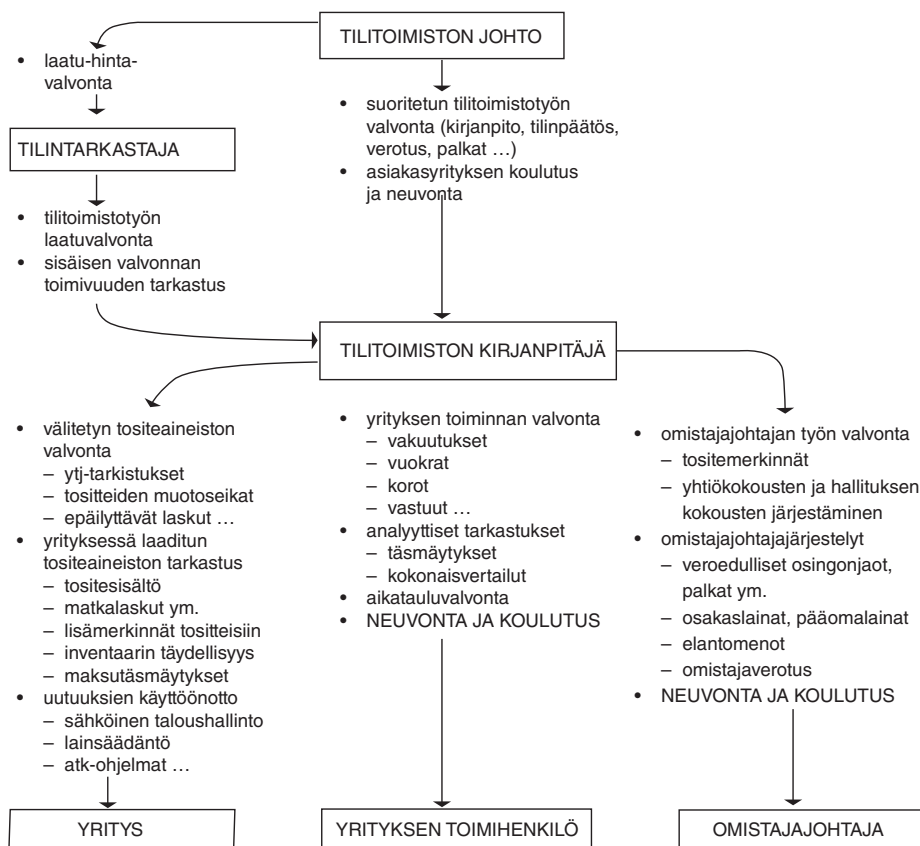 TILITOIMISTON JOHTO
• laatu-hinta-
valvonta
• suoritetun tilitoimistotyön
valvonta (kirjanpito, tilinpäätös,
verotus, palkat …)
• asiakasyrityksen koulutus
ja neuvonta
TILINTARKASTAJA
• tilitoimistotyön
laatuvalvonta
• sisäisen valvonnan
toimivuuden tarkastus
TILITOIMISTON KIRJANPITÄJÄ
• välitetyn tositeaineiston
valvonta
– ytj-tarkistukset
– tositteiden muotoseikat
– epäilyttävät laskut …
• yrityksessä laaditun
tositeaineiston tarkastus
– tositesisältö
– matkalaskut ym.
– lisämerkinnät tositteisiin
– inventaarin täydellisyys
– maksutäsmäytykset
• uutuuksien käyttöönotto
– sähköinen taloushallinto
– lainsäädäntö
– atk-ohjelmat …
• yrityksen toiminnan valvonta
– vakuutukset
– vuokrat
– korot
– vastuut …
• analyyttiset tarkastukset
– täsmäytykset
– kokonaisvertailut
• aikatauluvalvonta
• NEUVONTA JA KOULUTUS
• omistajajohtajan työn valvonta
– tositemerkinnät
– yhtiökokousten ja hallituksen
kokousten järjestäminen
• omistajajohtajajärjestelyt
– veroedulliset osingonjaot,
palkat ym.
– osakaslainat, pääomalainat
– elantomenot
– omistajaverotus
• NEUVONTA JA KOULUTUS
YRITYS
YRITYKSEN TOIMIHENKILÖ
OMISTAJAJOHTAJA